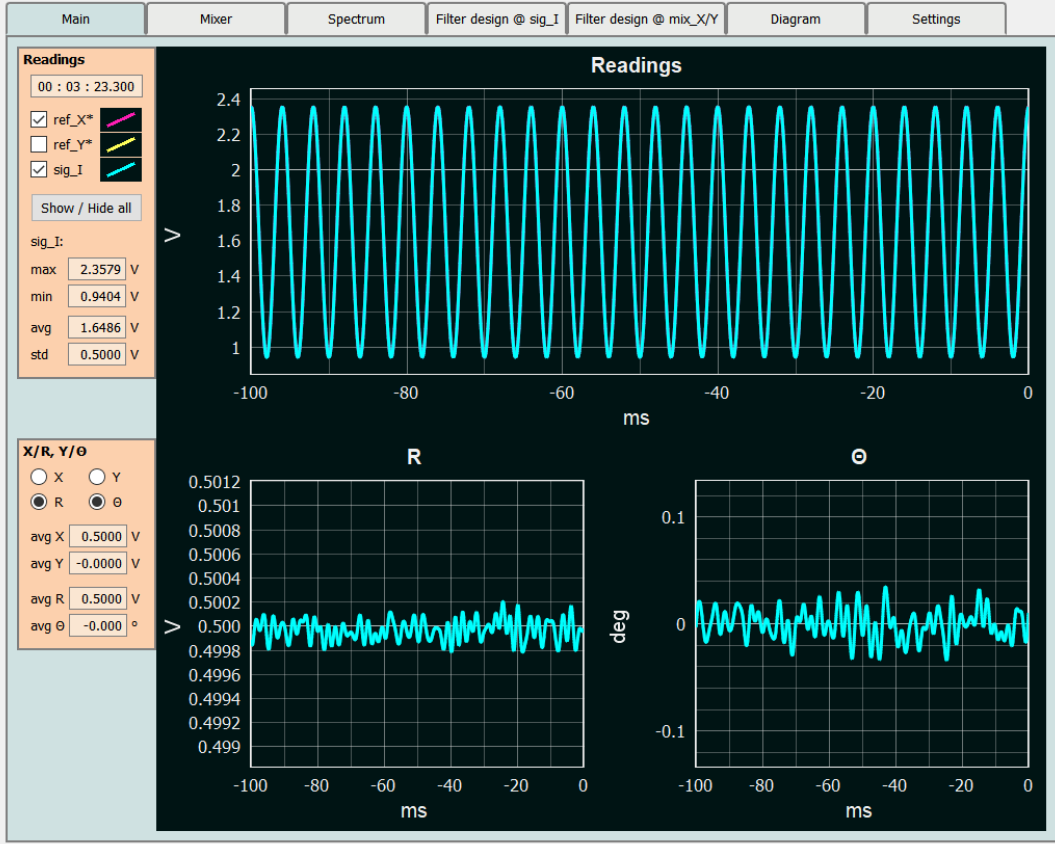 Main Mixer Spectrum Filter design @ sig_I Filter design @ mix_X/Y Diagram Settings
Readings
00 : 03 : 23.300
ref_X*
ref_Y*
sig_I
Show / Hide all
sig_I:
max 2.3579 V
min 0.9404 V
avg 1.6486 V
std 0.5000 V
Readings
2.4
2.2
2
1.8
1.6
1.4
1.2
1
V
-100 -80 -60 -40 -20 0
ms
X/R, Y/Θ
X Y
R Θ
avg X 0.5000 V
avg Y -0.0000 V
avg R 0.5000 V
avg Θ -0.000 °
R
0.5012
0.501
0.5008
0.5006
0.5004
0.5002
0.500
0.4998
0.4996
0.4994
0.4992
0.499
V
-100 -80 -60 -40 -20 0
ms
Θ
0.1
0
-0.1
deg
-100 -80 -60 -40 -20 0
ms